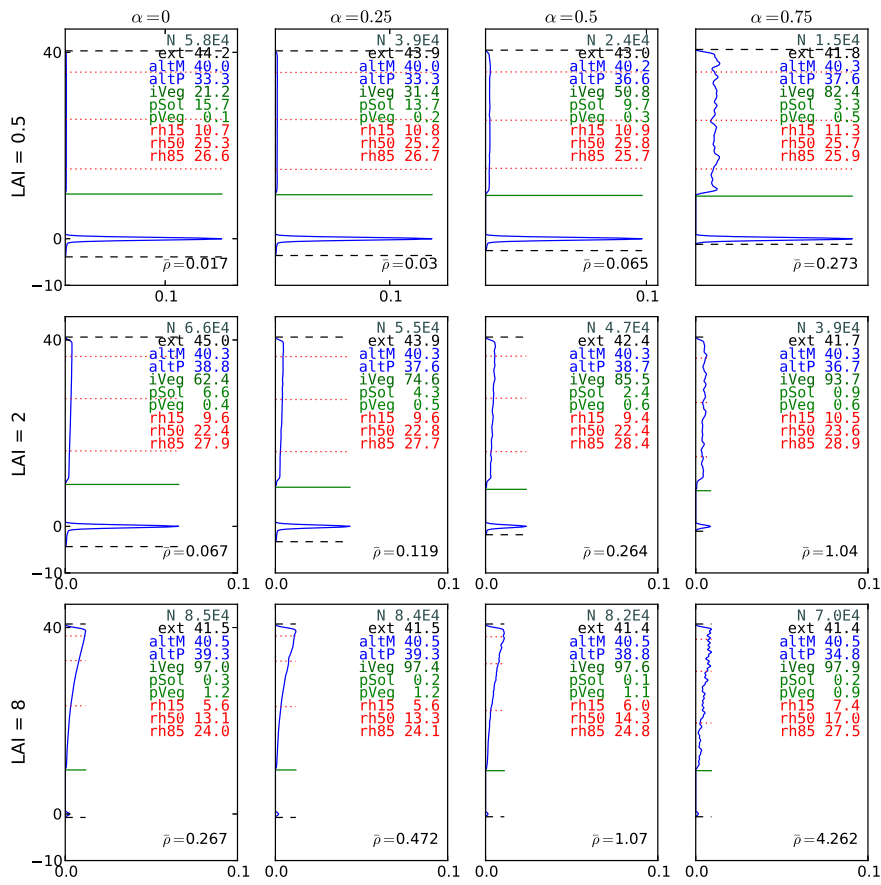 α=0 α=0.25 α=0.5 α=0.75
LAI = 0.5
40
0
−10
N 5.8E4
ext 44.2
altM 40.0
altP 33.3
iVeg 21.2
pSol 15.7
pVeg 0.1
rh15 10.7
rh50 25.3
rh85 26.6
ρ̄=0.017
0.1
N 3.9E4
ext 43.9
altM 40.0
altP 33.3
iVeg 31.4
pSol 13.7
pVeg 0.2
rh15 10.8
rh50 25.2
rh85 26.7
ρ̄=0.03
0.1
N 2.4E4
ext 43.0
altM 40.2
altP 36.6
iVeg 50.8
pSol 9.7
pVeg 0.3
rh15 10.9
rh50 25.8
rh85 25.7
ρ̄=0.065
0.1
N 1.5E4
ext 41.8
altM 40.3
altP 37.6
iVeg 82.4
pSol 3.3
pVeg 0.5
rh15 11.3
rh50 25.7
rh85 25.9
ρ̄=0.273
LAI = 2
40
0
−10
N 6.6E4
ext 45.0
altM 40.3
altP 38.8
iVeg 62.4
pSol 6.6
pVeg 0.4
rh15 9.6
rh50 22.4
rh85 27.9
ρ̄=0.067
0.0 0.1
N 5.5E4
ext 43.9
altM 40.3
altP 37.6
iVeg 74.6
pSol 4.3
pVeg 0.5
rh15 9.6
rh50 22.8
rh85 27.7
ρ̄=0.119
0.0 0.1
N 4.7E4
ext 42.4
altM 40.3
altP 38.7
iVeg 85.5
pSol 2.4
pVeg 0.6
rh15 9.4
rh50 22.4
rh85 28.4
ρ̄=0.264
0.0 0.1
N 3.9E4
ext 41.7
altM 40.3
altP 36.7
iVeg 93.7
pSol 0.9
pVeg 0.6
rh15 10.5
rh50 23.6
rh85 28.9
ρ̄=1.04
0.0 0.1
LAI = 8
40
0
−10
N 8.5E4
ext 41.5
altM 40.5
altP 39.3
iVeg 97.0
pSol 0.3
pVeg 1.2
rh15 5.6
rh50 13.1
rh85 24.0
ρ̄=0.267
0.0 0.1
N 8.4E4
ext 41.5
altM 40.5
altP 39.3
iVeg 97.4
pSol 0.2
pVeg 1.2
rh15 5.6
rh50 13.3
rh85 24.1
ρ̄=0.472
0.0 0.1
N 8.2E4
ext 41.4
altM 40.5
altP 38.8
iVeg 97.6
pSol 0.1
pVeg 1.1
rh15 6.0
rh50 14.3
rh85 24.8
ρ̄=1.07
0.0 0.1
N 7.0E4
ext 41.4
altM 40.5
altP 34.8
iVeg 97.9
pSol 0.2
pVeg 0.9
rh15 7.4
rh50 17.0
rh85 27.5
ρ̄=4.262
0.0 0.1